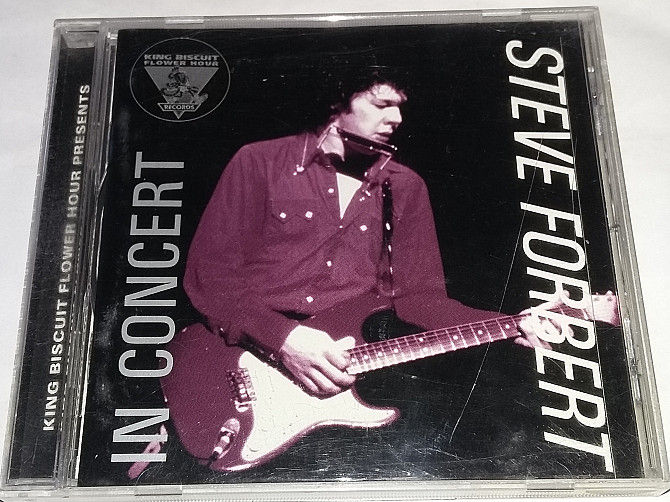 KING BISCUIT FLOWER HOUR PRESENTS
KING BISCUIT
FLOWER HOUR
RECORDS
IN CONCERT
STEVE FORBERT